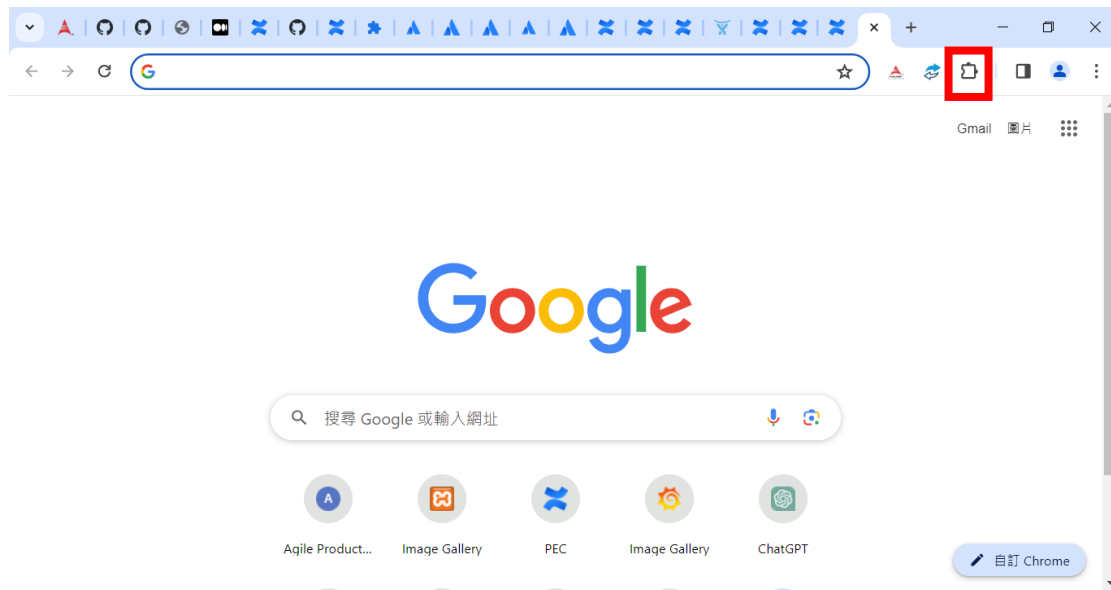 Gmail 圖片
Google
搜尋 Google 或輸入網址
A
Agile Product... Image Gallery PEC Image Gallery ChatGPT
自訂 Chrome